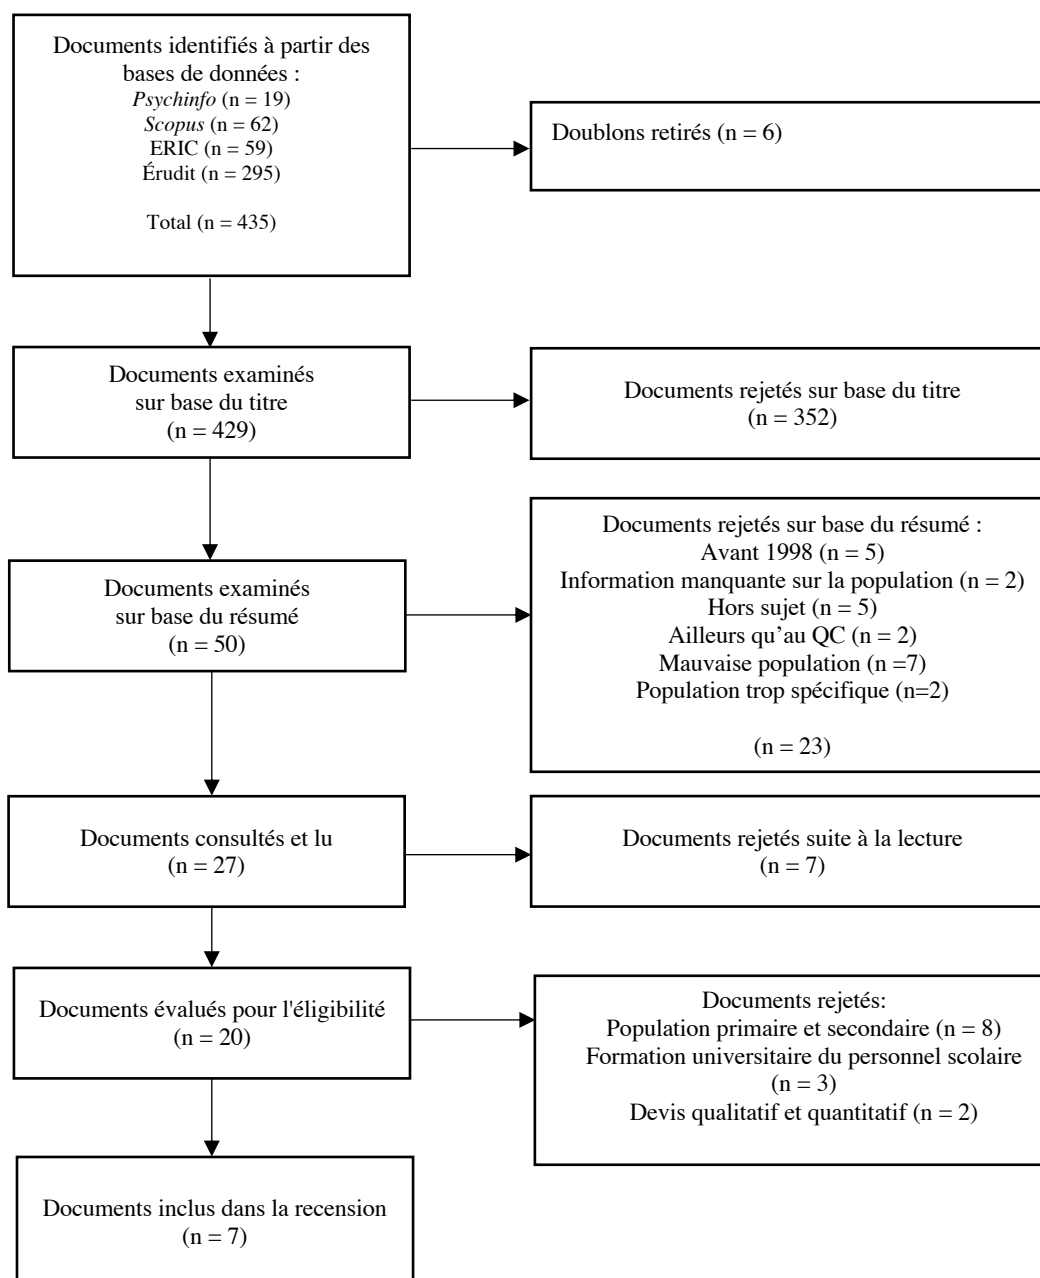 Documents identifiés à partir des
bases de données :
Psychinfo (n = 19)
Scopus (n = 62)
ERIC (n = 59)
Érudit (n = 295)
Total (n = 435)
Doublons retirés (n = 6)
Documents examinés
sur base du titre
(n = 429)
Documents rejetés sur base du titre
(n = 352)
Documents examinés
sur base du résumé
(n = 50)
Documents rejetés sur base du résumé :
Avant 1998 (n = 5)
Information manquante sur la population (n = 2)
Hors sujet (n = 5)
Ailleurs qu’au QC (n = 2)
Mauvaise population (n =7)
Population trop spécifique (n=2)
(n = 23)
Documents consultés et lu
(n = 27)
Documents rejetés suite à la lecture
(n = 7)
Documents évalués pour l'éligibilité
(n = 20)
Documents rejetés:
Population primaire et secondaire (n = 8)
Formation universitaire du personnel scolaire
(n = 3)
Devis qualitatif et quantitatif (n = 2)
Documents inclus dans la recension
(n = 7)